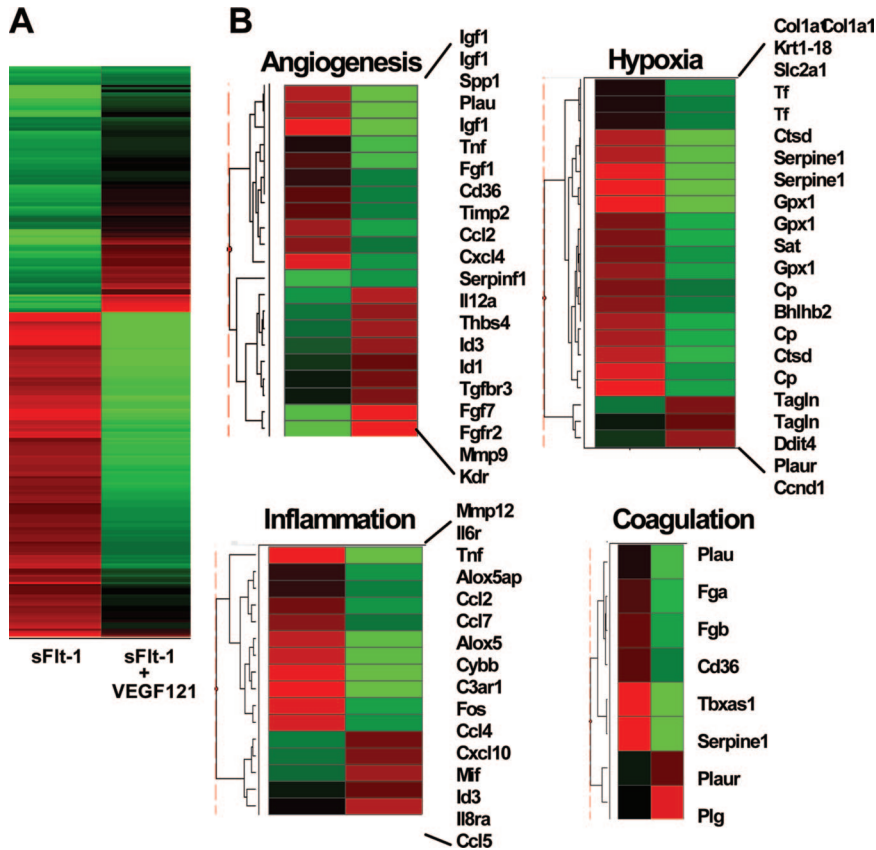 A
B
sFlt-1
sFlt-1
+
VEGF121
Angiogenesis
Igf1
Igf1
Spp1
Plau
Igf1
Tnf
Fgf1
Cd36
Timp2
Ccl2
Cxcl4
Serpinf1
Il12a
Thbs4
Id3
Id1
Tgfbr3
Fgf7
Fgfr2
Mmp9
Kdr
Hypoxia
Col1a1Col1a1
Krt1-18
Slc2a1
Tf
Tf
Ctsd
Serpine1
Serpine1
Gpx1
Gpx1
Sat
Gpx1
Cp
Bhlhb2
Cp
Ctsd
Cp
Tagln
Tagln
Ddit4
Plaur
Ccnd1
Inflammation
Mmp12
Il6r
Tnf
Alox5ap
Ccl2
Ccl7
Alox5
Cybb
C3ar1
Fos
Ccl4
Cxcl10
Mif
Id3
Il8ra
Ccl5
Coagulation
Plau
Fga
Fgb
Cd36
Tbxas1
Serpine1
Plaur
Plg